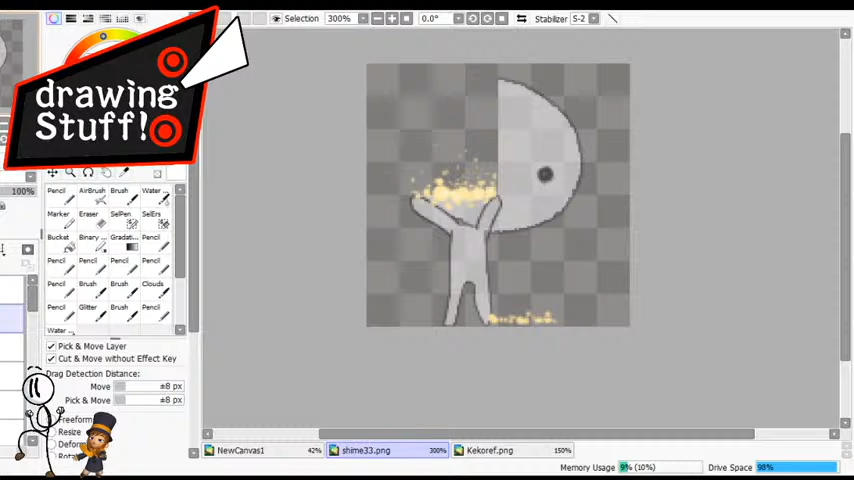 Selection 300% 0.0° Stabilizer S-2
drawing
Stuff!
100%
Pencil AirBrush Brush Water ...
Marker Eraser SelPen SelErs
Bucket Binary ... Gradati... Pencil
Pencil Pencil Pencil Pencil
Pencil Brush Brush Clouds
Pencil Glitter Brush Pencil
Water ...
Pick & Move Layer
Cut & Move without Effect Key
Drag Detection Distance:
Move ±8 px
Pick & Move ±8 px
Freeform
Resize
NewCanvas1 42% shime33.png 300% Kekoref.png 150%
Memory Usage 9% (10%) Drive Space 98%